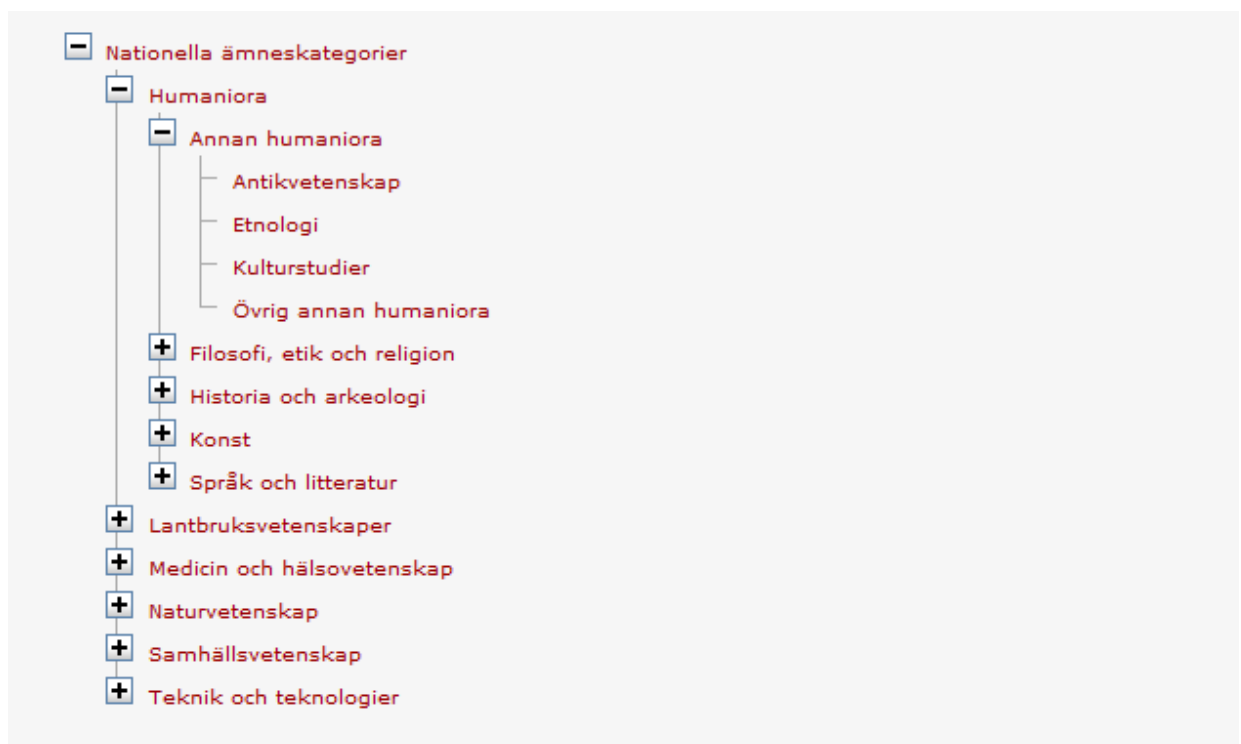 Nationella ämneskategorier
Humaniora
Annan humaniora
Antikvetenskap
Etnologi
Kulturstudier
Övrig annan humaniora
Filosofi, etik och religion
Historia och arkeologi
Konst
Språk och litteratur
Lantbruksvetenskaper
Medicin och hälsovetenskap
Naturvetenskap
Samhällsvetenskap
Teknik och teknologier